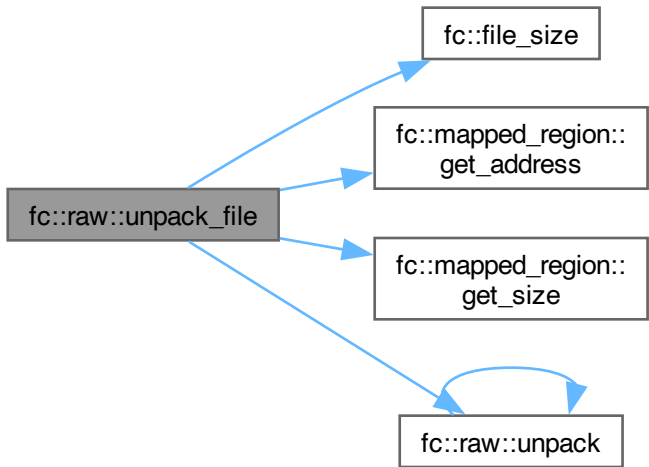 fc::file_size
fc::mapped_region::
get_address
fc::raw::unpack_file
fc::mapped_region::
get_size
fc::raw::unpack